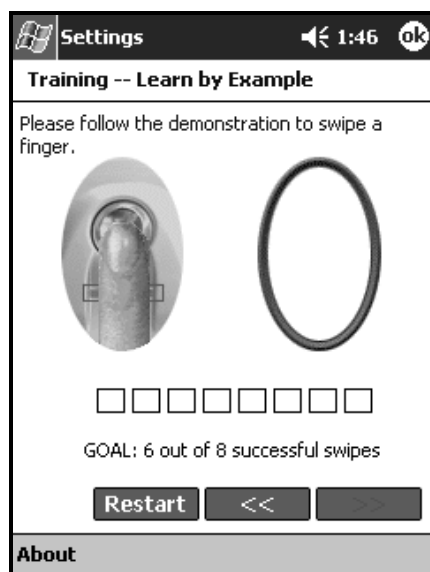 Settings
1:46 ok
Training -- Learn by Example
Please follow the demonstration to swipe a
finger.
GOAL: 6 out of 8 successful swipes
Restart << >>
About